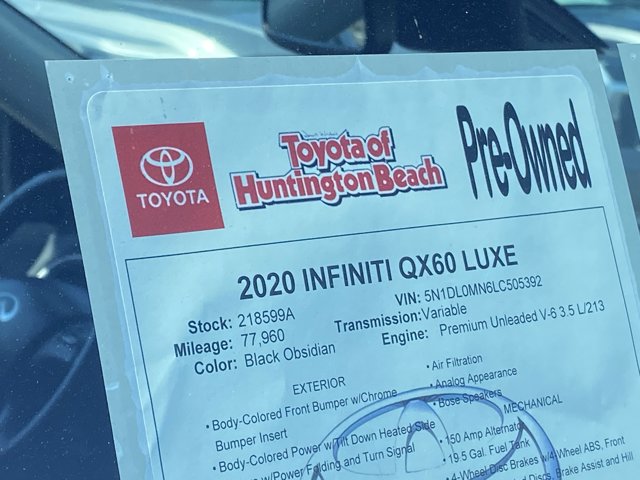 TOYOTA
Toyota of
Huntington Beach
Pre-Owned
2020 INFINITI QX60 LUXE
Stock: 218599A
Mileage: 77,960
Color: Black Obsidian
VIN: 5N1DL0MN6LC505392
Transmission: Variable
Engine: Premium Unleaded V-6 3.5 L/213
EXTERIOR
• Body-Colored Front Bumper w/Chrome
Bumper Insert
• Body-Colored Power w/Tilt Down Heated Side
w/Power Folding and Turn Signal
• Air Filtration
• Analog Appearance
• Bose Speakers
MECHANICAL
• 150 Amp Alternator
• 19.5 Gal. Fuel Tank
• 4-Wheel Disc Brakes w/4-Wheel ABS, Front
Discs, Brake Assist and Hill